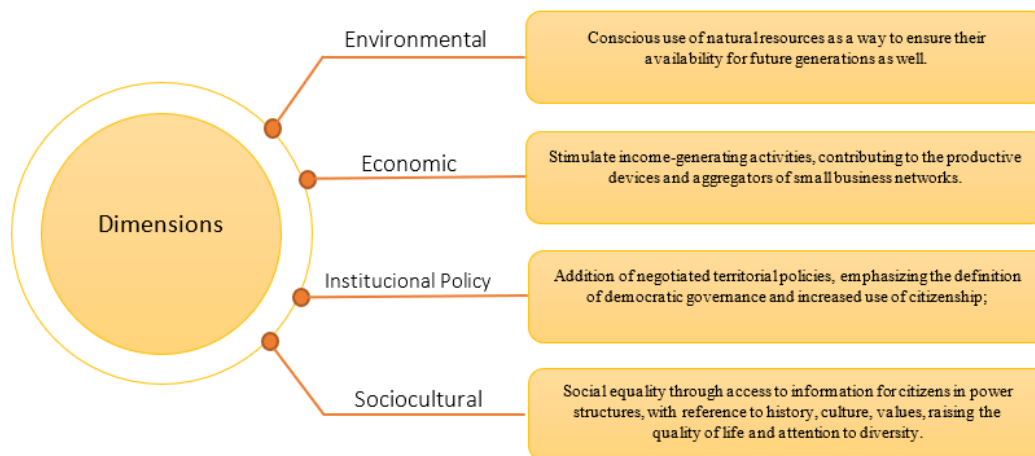 Dimensions
Environmental
Conscious use of natural resources as a way to ensure their
availability for future generations as well.
Economic
Stimulate income-generating activities, contributing to the productive
devices and aggregators of small business networks.
Institucional Policy
Addition of negotiated territorial policies, emphasizing the definition
of democratic governance and increased use of citizenship;
Sociocultural
Social equality through access to information for citizens in power
structures, with reference to history, culture, values, raising the
quality of life and attention to diversity.